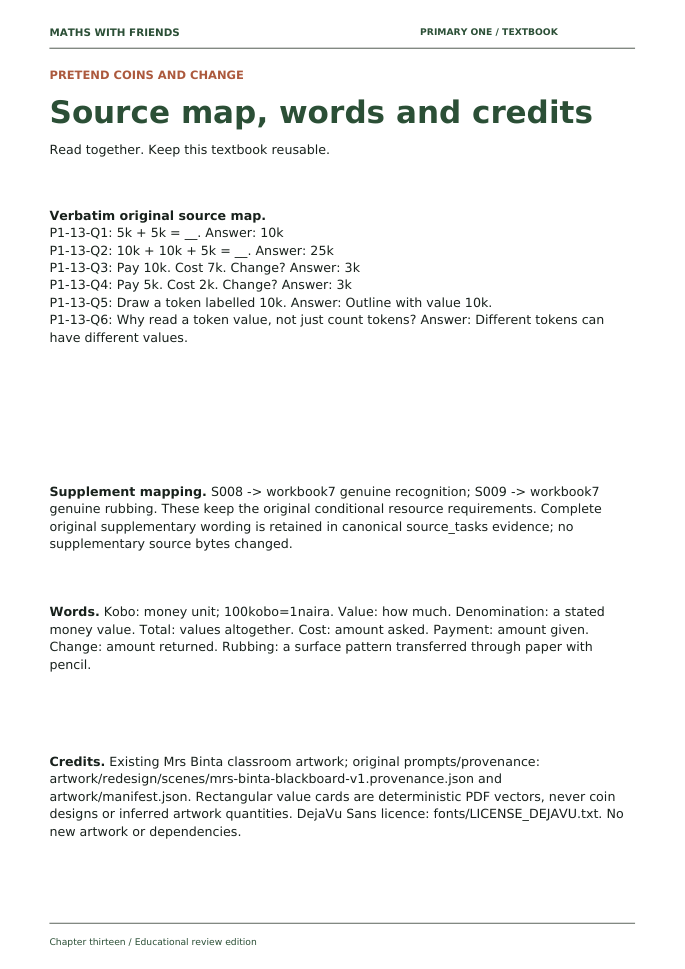 MATHS WITH FRIENDS
PRIMARY ONE / TEXTBOOK
PRETEND COINS AND CHANGE
Source map, words and credits
Read together. Keep this textbook reusable.
Verbatim original source map.
P1-13-Q1: 5k + 5k = __. Answer: 10k
P1-13-Q2: 10k + 10k + 5k = __. Answer: 25k
P1-13-Q3: Pay 10k. Cost 7k. Change? Answer: 3k
P1-13-Q4: Pay 5k. Cost 2k. Change? Answer: 3k
P1-13-Q5: Draw a token labelled 10k. Answer: Outline with value 10k.
P1-13-Q6: Why read a token value, not just count tokens? Answer: Different tokens can
have different values.
Supplement mapping. S008 -> workbook7 genuine recognition; S009 -> workbook7
genuine rubbing. These keep the original conditional resource requirements. Complete
original supplementary wording is retained in canonical source_tasks evidence; no
supplementary source bytes changed.
Words. Kobo: money unit; 100kobo=1naira. Value: how much. Denomination: a stated
money value. Total: values altogether. Cost: amount asked. Payment: amount given.
Change: amount returned. Rubbing: a surface pattern transferred through paper with
pencil.
Credits. Existing Mrs Binta classroom artwork; original prompts/provenance:
artwork/redesign/scenes/mrs-binta-blackboard-v1.provenance.json and
artwork/manifest.json. Rectangular value cards are deterministic PDF vectors, never coin
designs or inferred artwork quantities. DejaVu Sans licence: fonts/LICENSE_DEJAVU.txt. No
new artwork or dependencies.
Chapter thirteen / Educational review edition